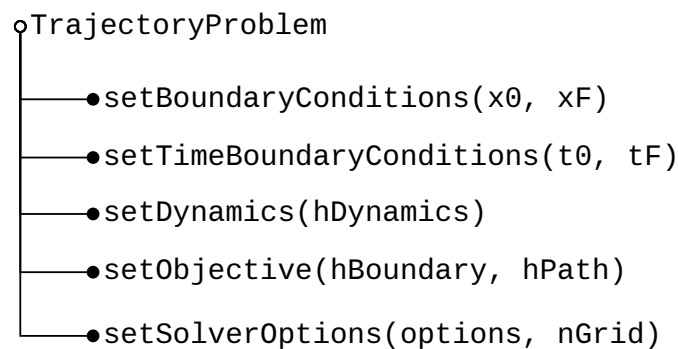 TrajectoryProblem
setBoundaryConditions(x0, xF)
setTimeBoundaryConditions(t0, tF)
setDynamics(hDynamics)
setObjective(hBoundary, hPath)
setSolverOptions(options, nGrid)